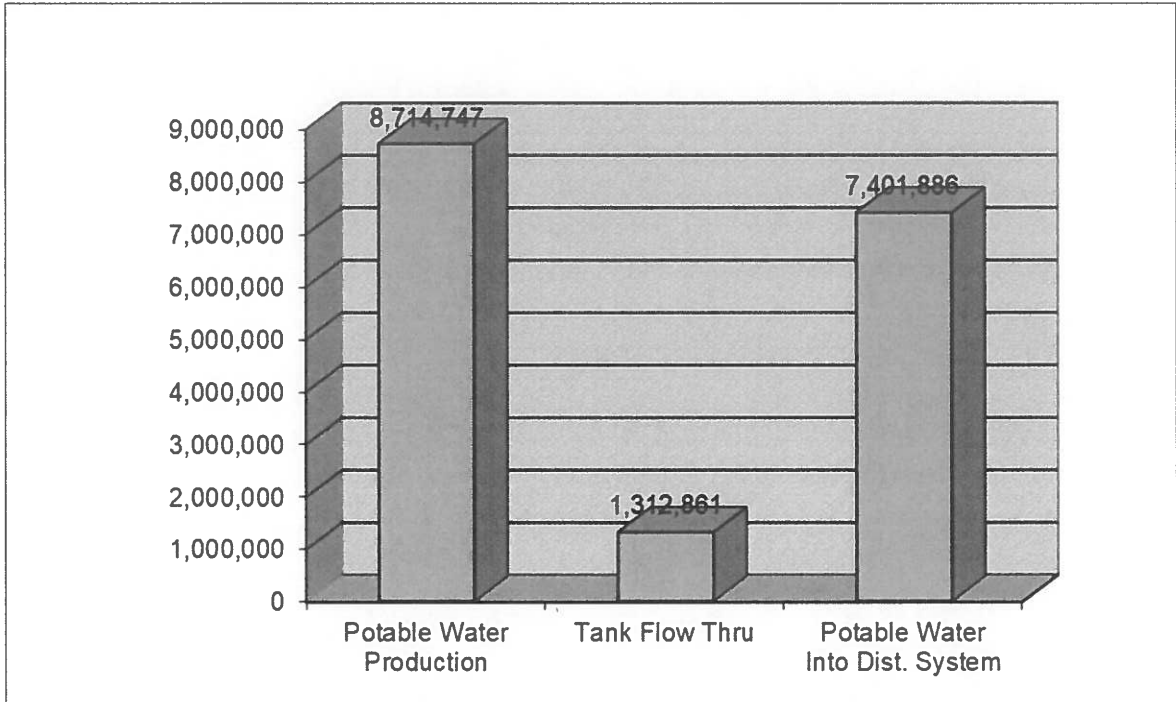 9,000,000
8,000,000
7,000,000
6,000,000
5,000,000
4,000,000
3,000,000
2,000,000
1,000,000
0
8,714,747
1,312,861
7,401,886
Potable Water
Production
Tank Flow Thru
Potable Water
Into Dist. System